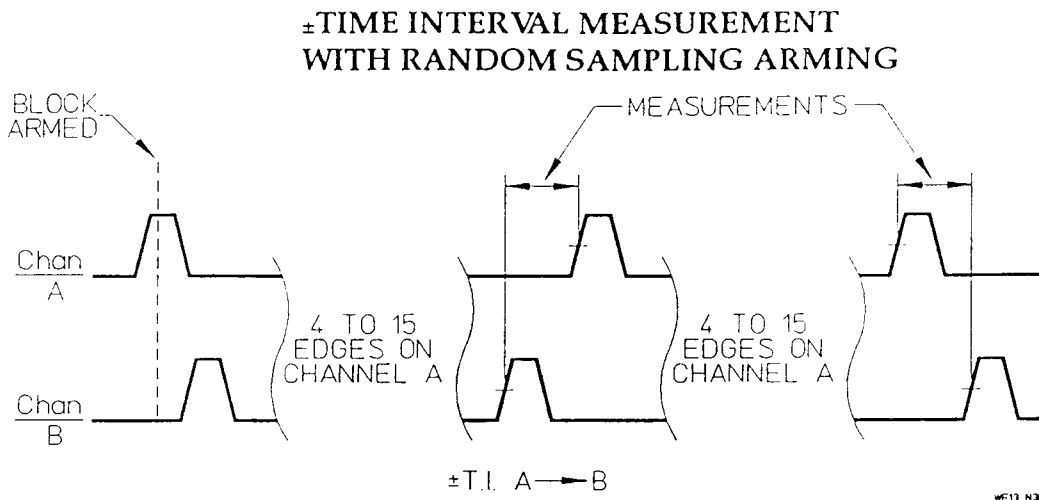 ±TIME INTERVAL MEASUREMENT
WITH RANDOM SAMPLING ARMING
BLOCK
ARMED
MEASUREMENTS
Chan
A
4 TO 15
EDGES ON
CHANNEL A
4 TO 15
EDGES ON
CHANNEL A
Chan
B
±T.I. A B